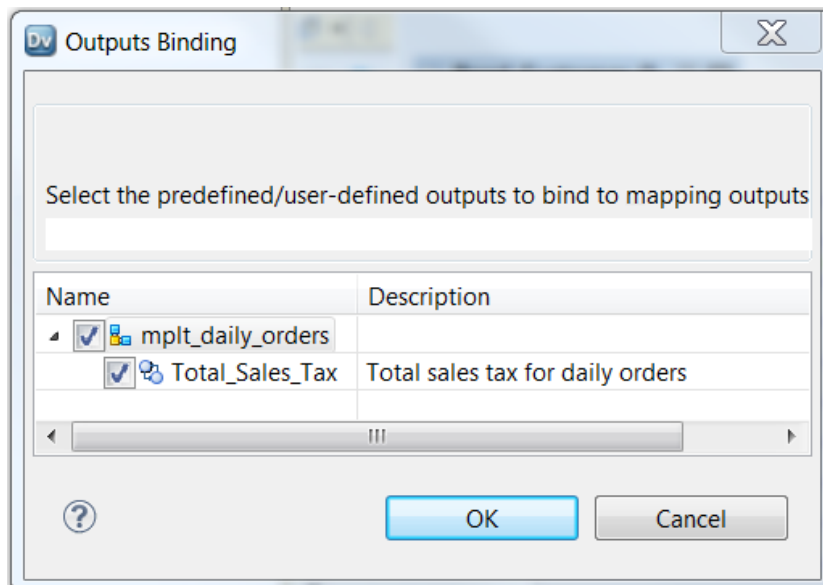 Dv Outputs Binding
Select the predefined/user-defined outputs to bind to mapping outputs
Name Description
mplt_daily_orders
Total_Sales_Tax Total sales tax for daily orders
? OK Cancel